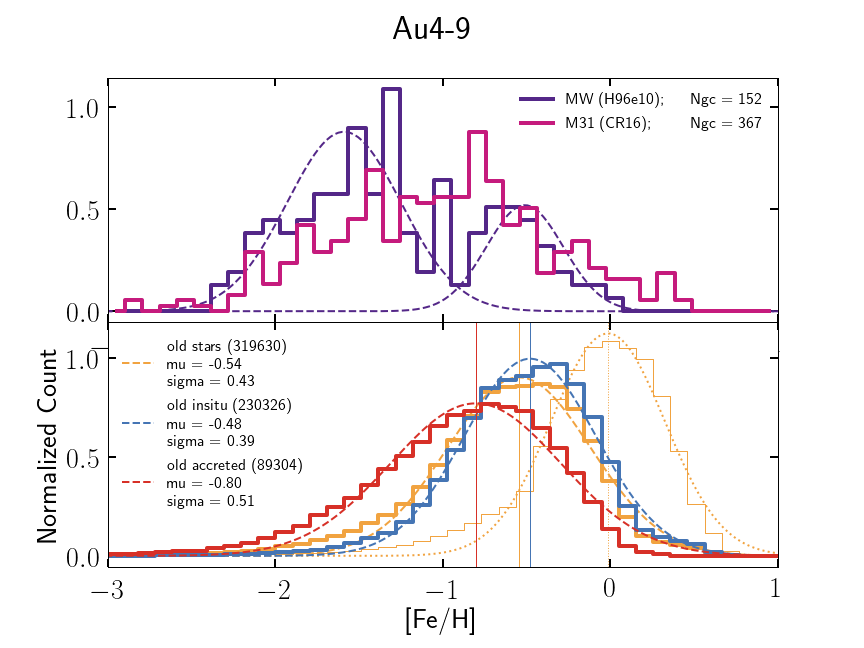 Au4-9
1.0
0.5
0.0
MW (H96e10); Ngc = 152
M31 (CR16); Ngc = 367
Normalized Count
1.0
0.5
0.0
old stars (319630)
mu = -0.54
sigma = 0.43
old insitu (230326)
mu = -0.48
sigma = 0.39
old accreted (89304)
mu = -0.80
sigma = 0.51
−3 −2 −1 0 1
[Fe/H]